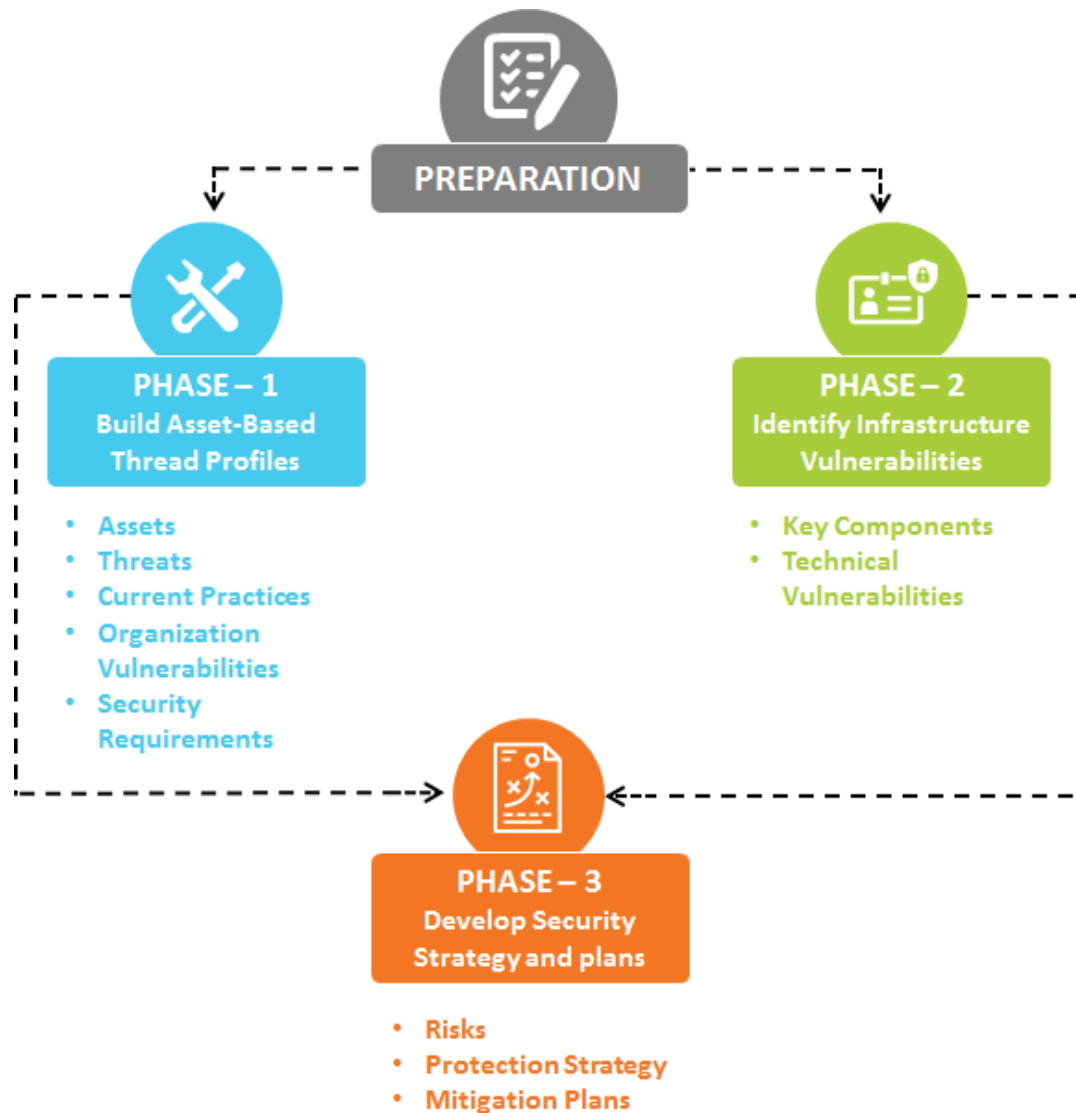 PREPARATION
PHASE – 1
Build Asset-Based
Thread Profiles
• Assets
• Threats
• Current Practices
• Organization
Vulnerabilities
• Security
Requirements
PHASE – 2
Identify Infrastructure
Vulnerabilities
• Key Components
• Technical
Vulnerabilities
PHASE – 3
Develop Security
Strategy and plans
• Risks
• Protection Strategy
• Mitigation Plans